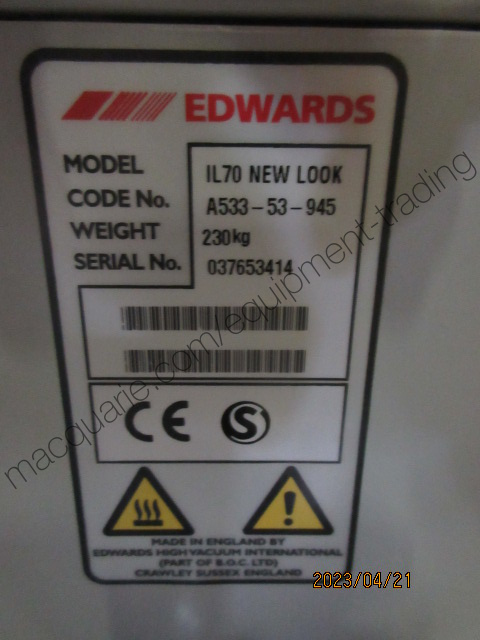 EDWARDS
MODEL IL70 NEW LOOK
CODE No. A533-53-945
WEIGHT 230kg
SERIAL No. 037653414
CE S
MADE IN ENGLAND BY
EDWARDS HIGH VACUUM INTERNATIONAL
(PART OF B.O.C. LTD)
CRAWLEY SUSSEX ENGLAND
2023/04/21
macquarie.com/equipment-trading